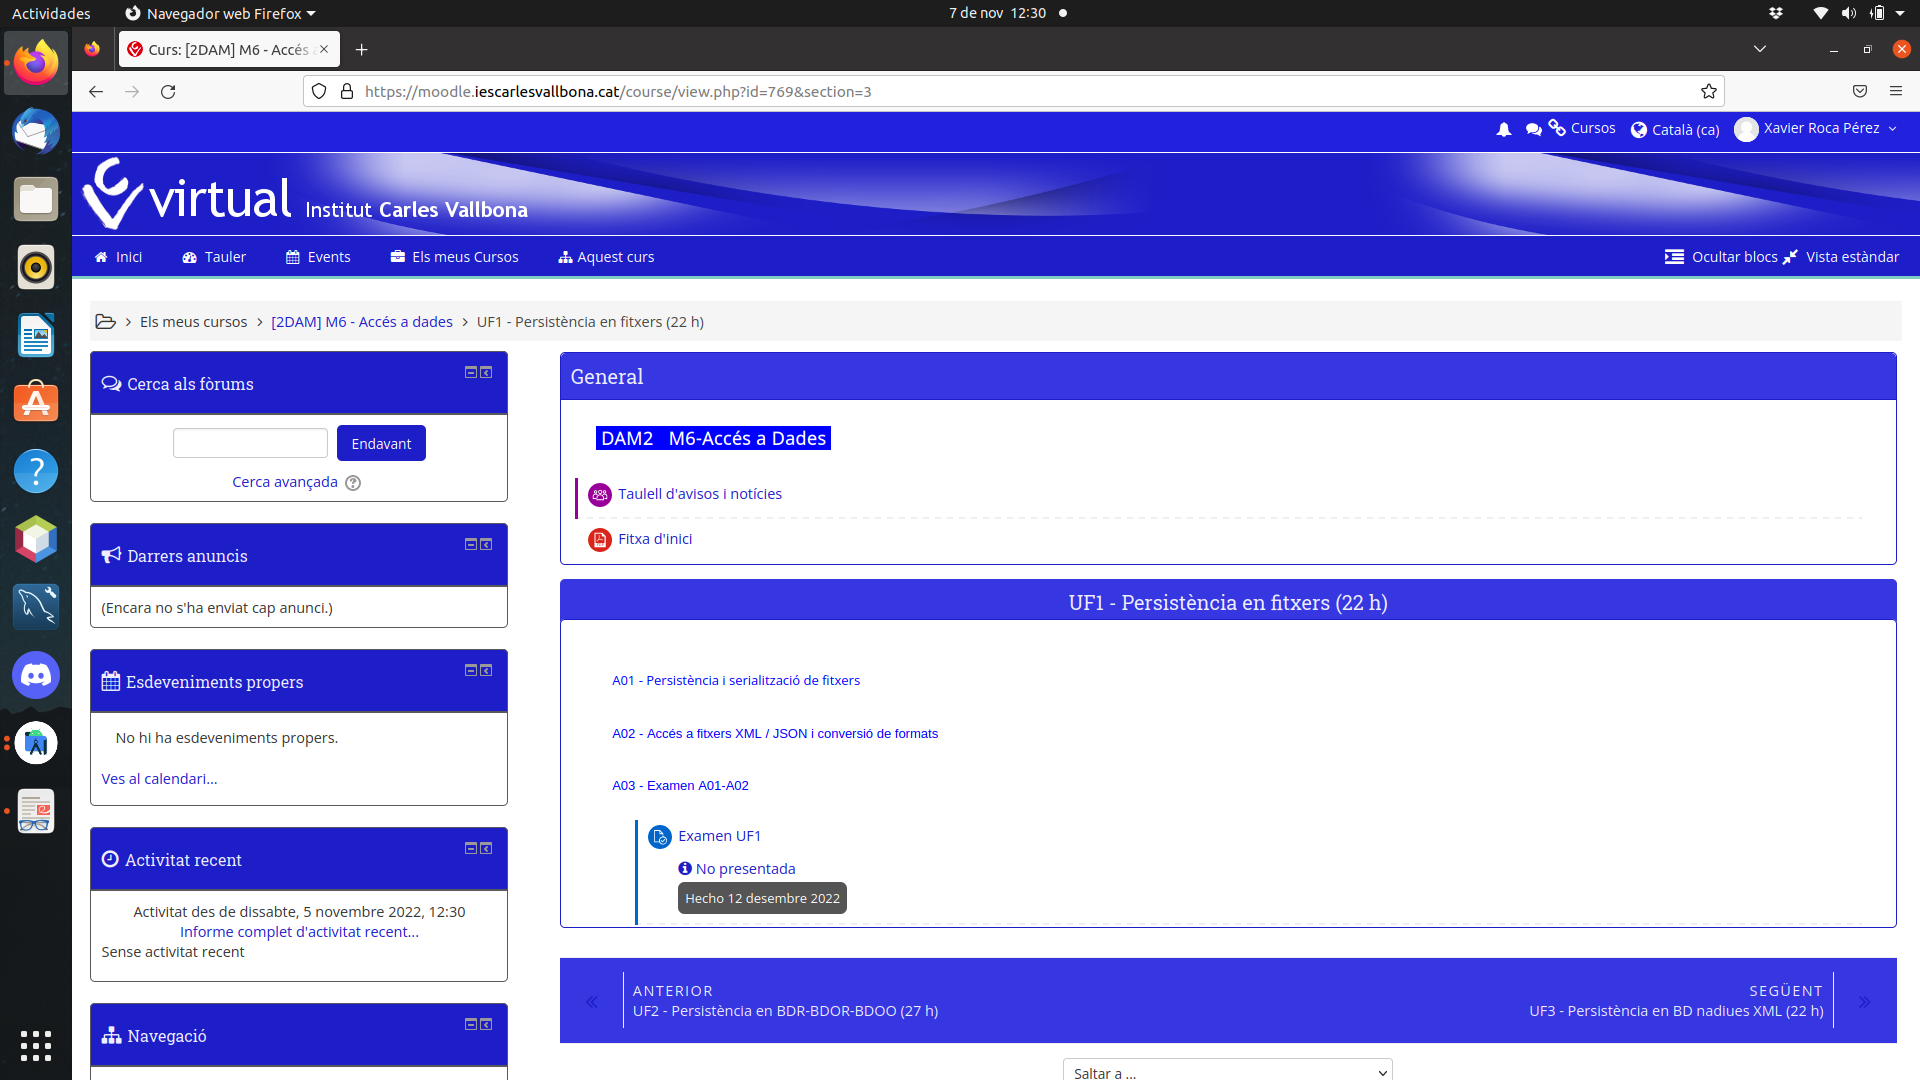 Actividades
Navegador web Firefox
7 de nov 12:30
Curs: [2DAM] M6 - Accés
https://moodle.iescarlesvallbona.cat/course/view.php?id=769&section=3
Cursos
Català (ca)
Xavier Roca Pérez
virtual Institut Carles Vallbona
Inici
Tauler
Events
Els meus Cursos
Aquest curs
Ocultar blocs
Vista estàndar
Els meus cursos > [2DAM] M6 - Accés a dades > UF1 - Persistència en fitxers (22 h)
Cerca als fòrums
Endavant
Cerca avançada
Darrers anuncis
(Encara no s'ha enviat cap anunci.)
Esdeveniments propers
No hi ha esdeveniments propers.
Ves al calendari...
Activitat recent
Activitat des de dissabte, 5 novembre 2022, 12:30
Informe complet d'activitat recent...
Sense activitat recent
Navegació
General
DAM2 M6-Accés a Dades
Taulell d'avisos i notícies
Fitxa d'inici
UF1 - Persistència en fitxers (22 h)
A01 - Persistència i serialització de fitxers
A02 - Accés a fitxers XML / JSON i conversió de formats
A03 - Examen A01-A02
Examen UF1
No presentada
Hecho 12 desembre 2022
ANTERIOR
UF2 - Persistència en BDR-BDOR-BDOO (27 h)
SEGÜENT
UF3 - Persistència en BD nadiues XML (22 h)
Saltar a ...